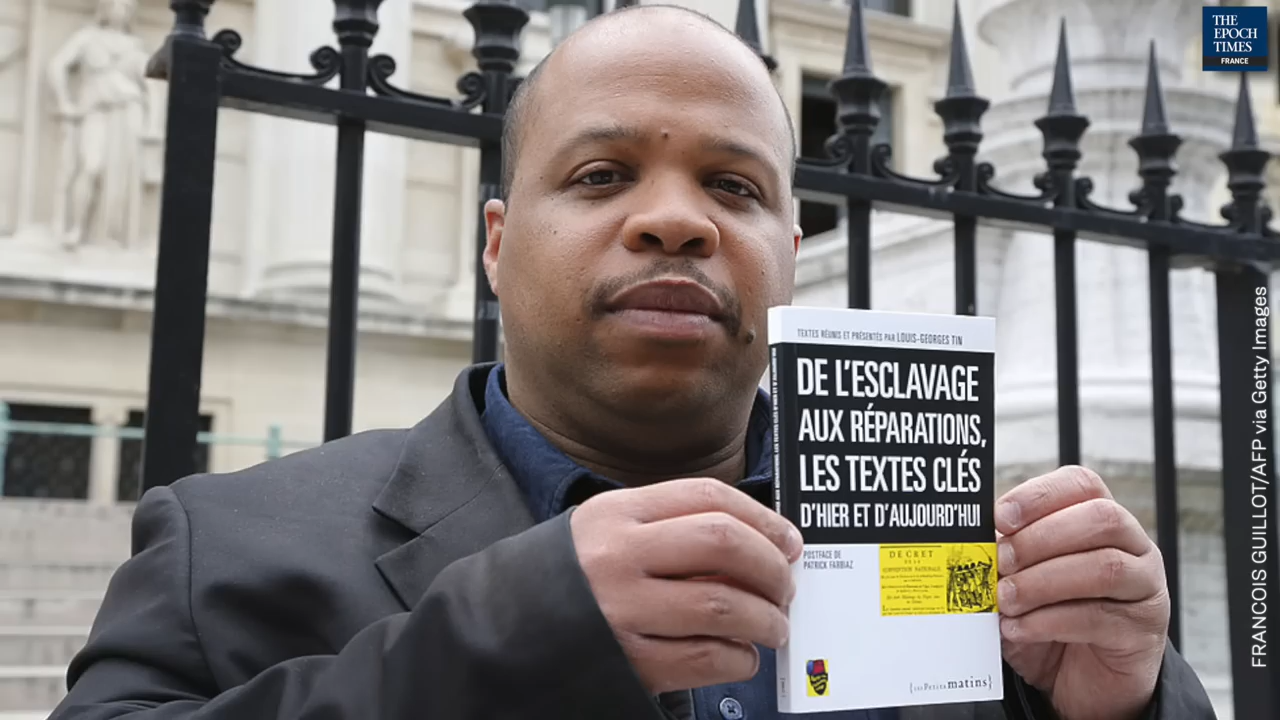 THE
EPOCH
TIMES
FRANCE
TEXTES RÉUNIS ET PRÉSENTÉS PAR LOUIS-GEORGES TIN
DE L'ESCLAVAGE
AUX RÉPARATIONS,
LES TEXTES CLÉS
D'HIER ET D'AUJOURD'HUI
POSTFACE DE
PATRICK FARBIAZ
DECRET
DE LA
CONVENTION NATIONALE,
{LES PETITS matins}
FRANCOIS GUILLOT/AFP via Getty Images